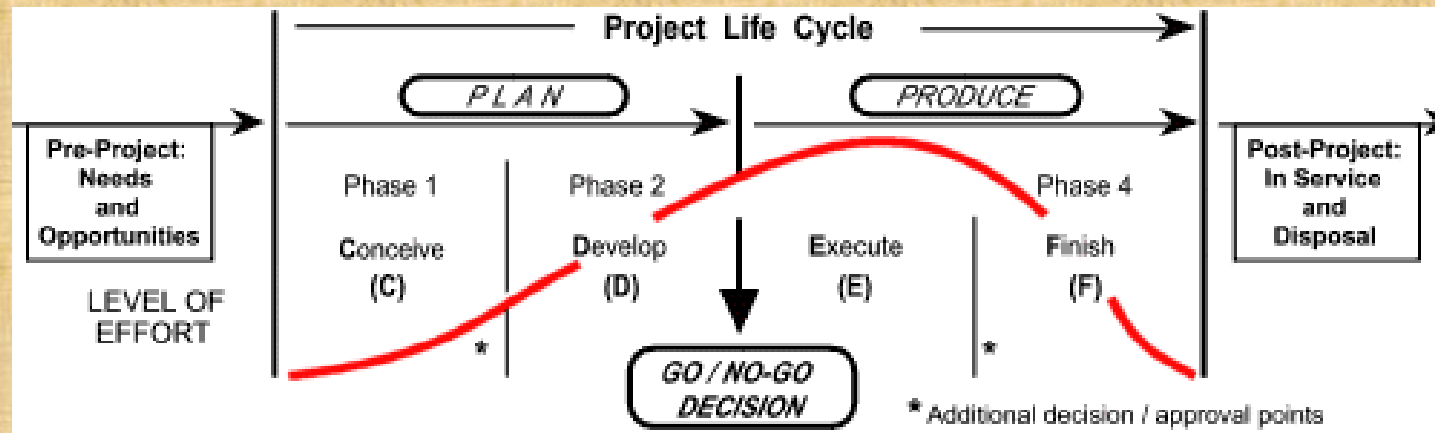 Project Life Cycle
PLAN
PRODUCE
Pre-Project:
Needs
and
Opportunities
Phase 1
Phase 2
Phase 4
Post-Project:
In Service
and
Disposal
Conceive
(C)
Develop
(D)
Execute
(E)
Finish
(F)
LEVEL OF
EFFORT
*
*
GO / NO-GO
DECISION
* Additional decision / approval points